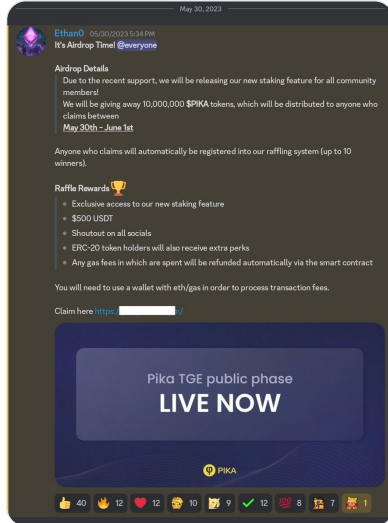 May 30, 2023
Ethan0 05/30/2023 5:34 PM
It's Airdrop Time! @everyone
Airdrop Details
Due to the recent support, we will be releasing our new staking feature for all community
members!
We will be giving away 10,000,000 $PIKA tokens, which will be distributed to anyone who
claims between
May 30th - June 1st
Anyone who claims will automatically be registered into our raffling system (up to 10
winners).
Raffle Rewards 🏆
• Exclusive access to our new staking feature
• $500 USDT
• Shoutout on all socials
• ERC-20 token holders will also receive extra perks
• Any gas fees in which are spent will be refunded automatically via the smart contract
You will need to use a wallet with eth/gas in order to process transaction fees.
Claim here https:/
Pika TGE public phase
LIVE NOW
PIKA
40 12 12 10 9 12 8 7 1